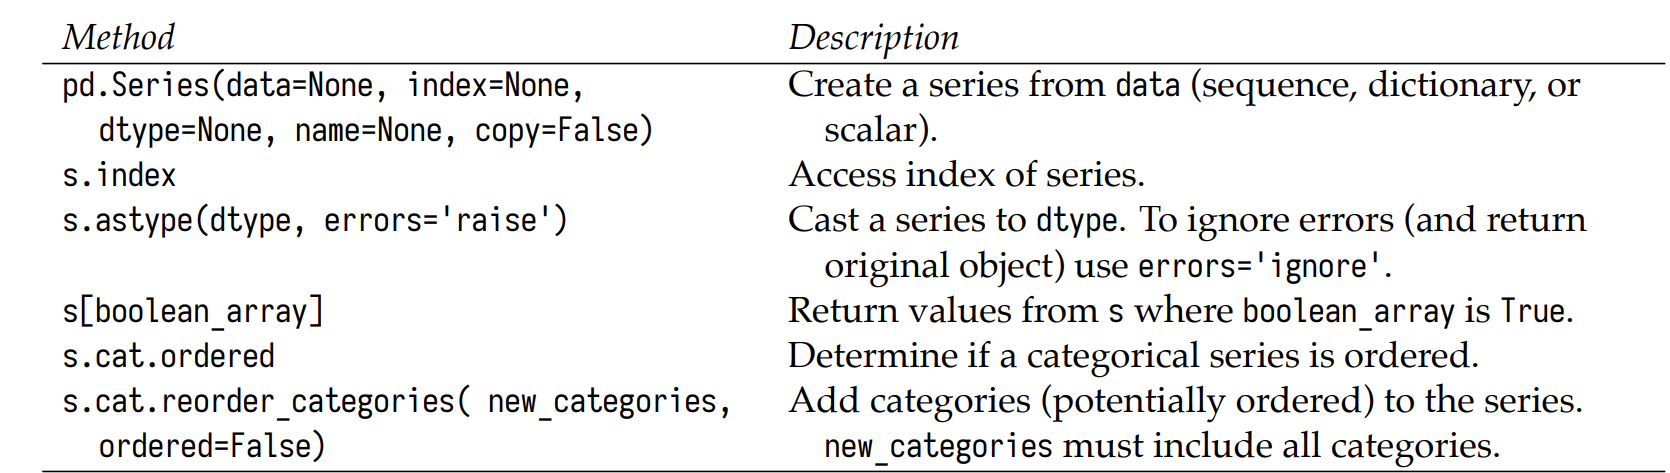 Method Description
pd.Series(data=None, index=None, Create a series from data (sequence, dictionary, or
dtype=None, name=None, copy=False) scalar).
s.index Access index of series.
s.astype(dtype, errors='raise') Cast a series to dtype. To ignore errors (and return
original object) use errors='ignore'.
s[boolean_array] Return values from s where boolean_array is True.
s.cat.ordered Determine if a categorical series is ordered.
s.cat.reorder_categories( new_categories, Add categories (potentially ordered) to the series.
ordered=False) new_categories must include all categories.